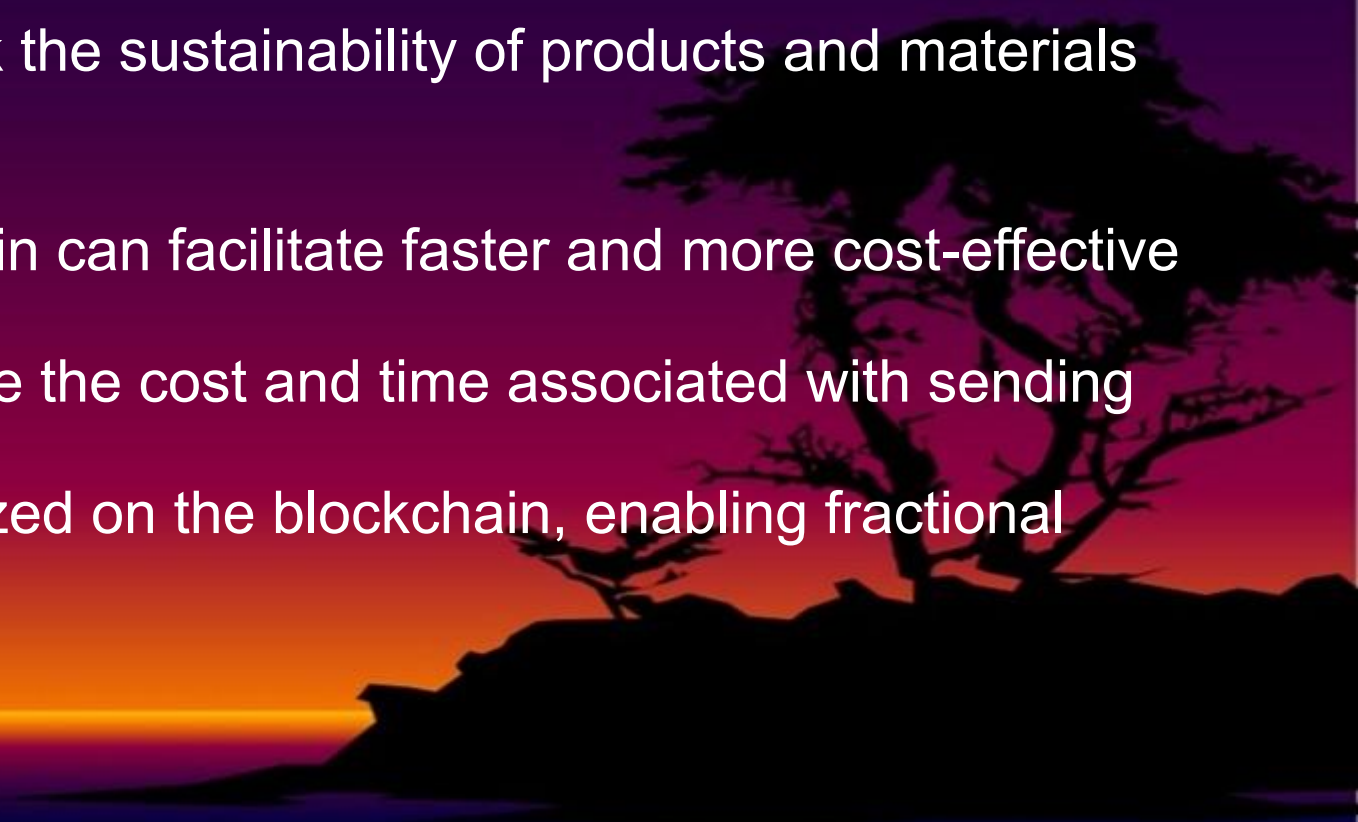 the sustainability of products and materials
in can facilitate faster and more cost-effective
e the cost and time associated with sending
zed on the blockchain, enabling fractional